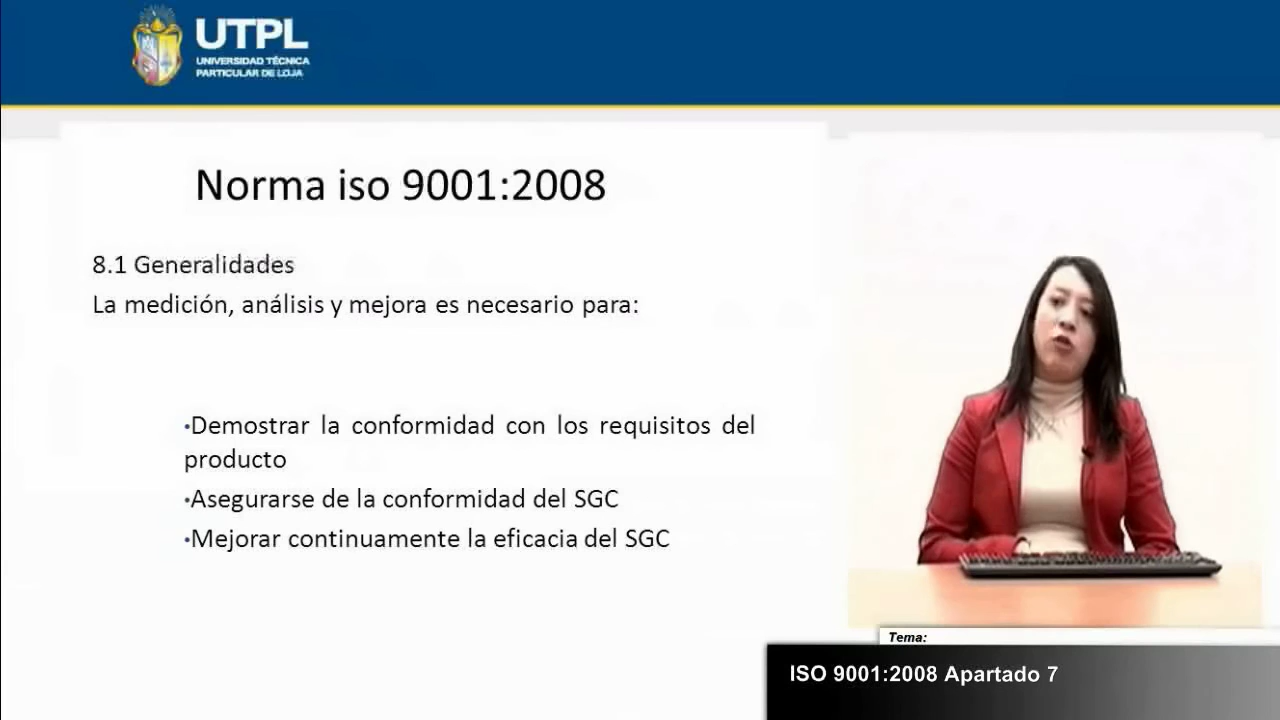 UTPL
UNIVERSIDAD TÉCNICA
PARTICULAR DE LOJA
Norma iso 9001:2008
8.1 Generalidades
La medición, análisis y mejora es necesario para:
•Demostrar la conformidad con los requisitos del
producto
•Asegurarse de la conformidad del SGC
•Mejorar continuamente la eficacia del SGC
Tema:
ISO 9001:2008 Apartado 7